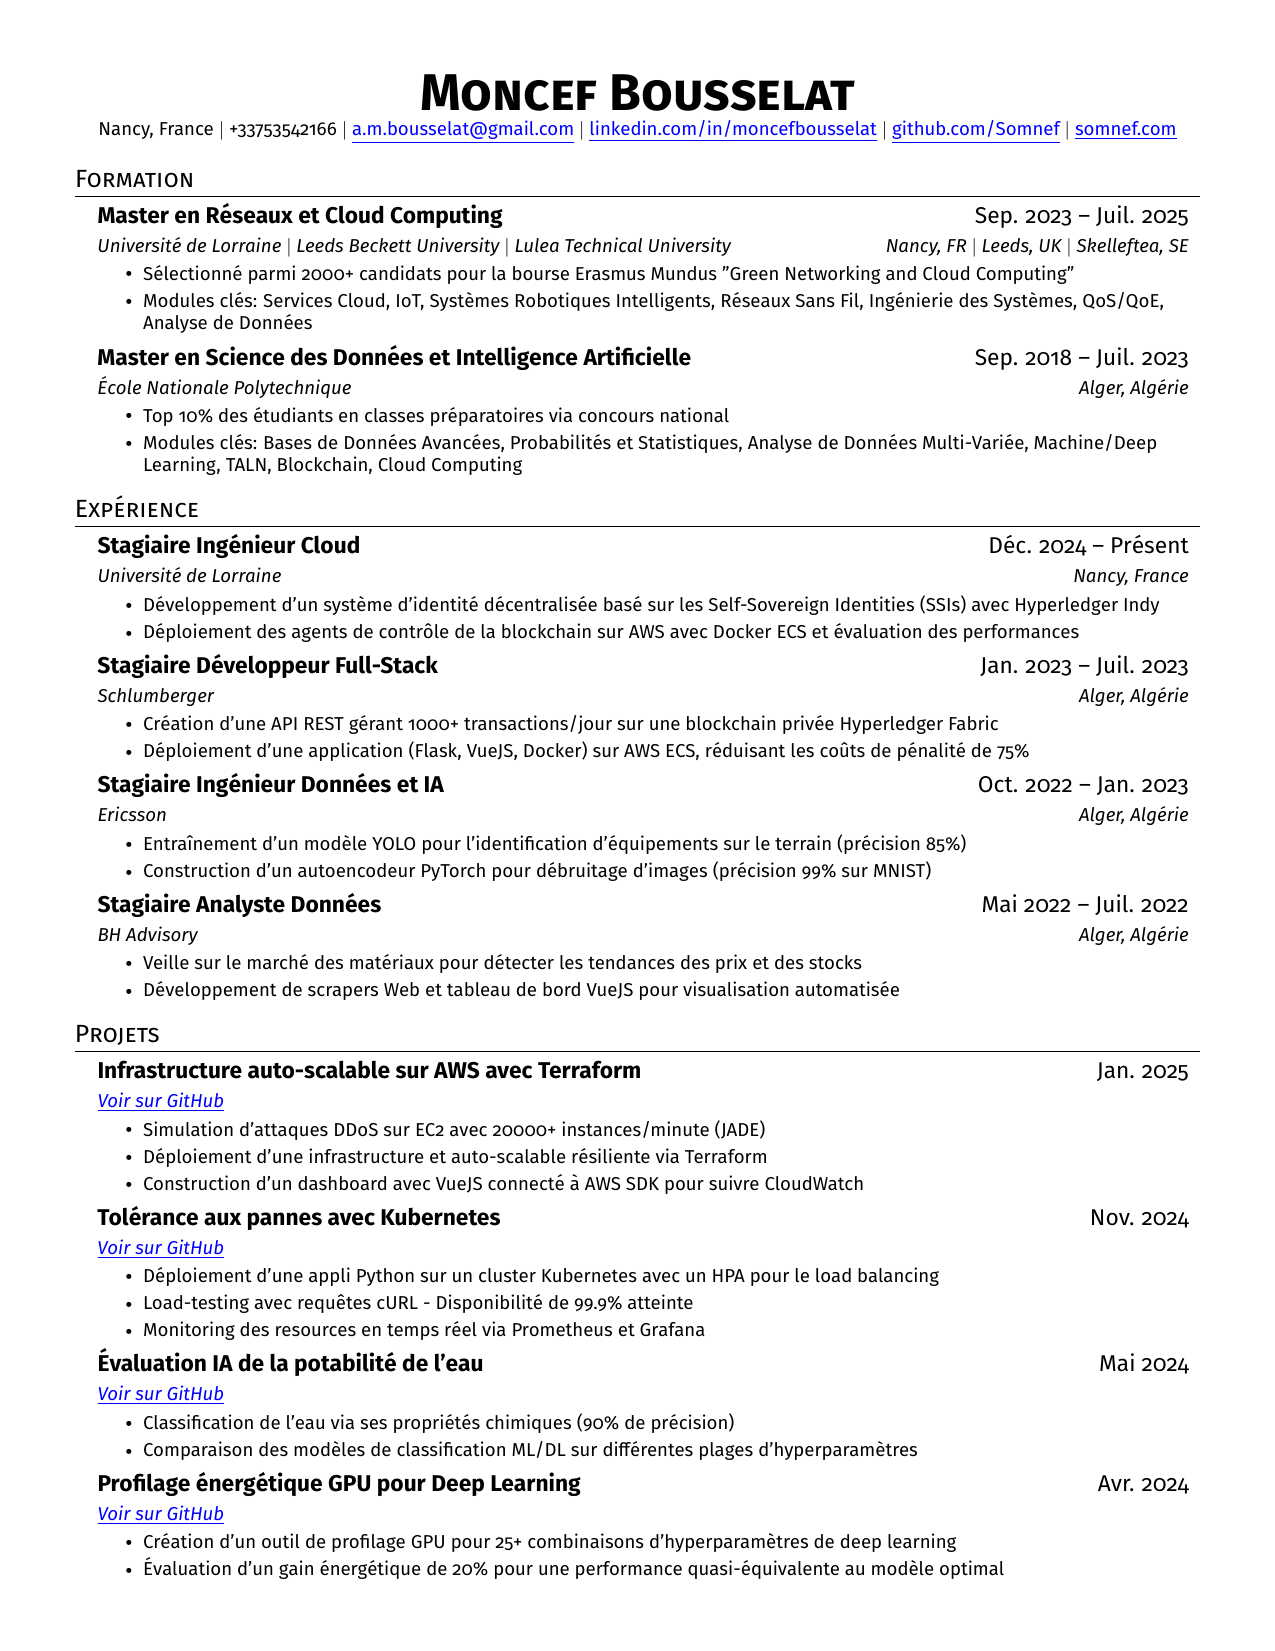 Moncef Bousselat
Nancy, France | +33753542166 | a.m.bousselat@gmail.com | linkedin.com/in/moncefbousselat | github.com/Somnef | somnef.com
Formation
Master en Réseaux et Cloud Computing Sep. 2023 – Juil. 2025
Université de Lorraine | Leeds Beckett University | Lulea Technical University Nancy, FR | Leeds, UK | Skelleftea, SE
• Sélectionné parmi 2000+ candidats pour la bourse Erasmus Mundus ”Green Networking and Cloud Computing”
• Modules clés: Services Cloud, IoT, Systèmes Robotiques Intelligents, Réseaux Sans Fil, Ingénierie des Systèmes, QoS/QoE,
Analyse de Données
Master en Science des Données et Intelligence Artificielle Sep. 2018 – Juil. 2023
École Nationale Polytechnique Alger, Algérie
• Top 10% des étudiants en classes préparatoires via concours national
• Modules clés: Bases de Données Avancées, Probabilités et Statistiques, Analyse de Données Multi-Variée, Machine/Deep
Learning, TALN, Blockchain, Cloud Computing
Expérience
Stagiaire Ingénieur Cloud Déc. 2024 – Présent
Université de Lorraine Nancy, France
• Développement d’un système d’identité décentralisée basé sur les Self-Sovereign Identities (SSIs) avec Hyperledger Indy
• Déploiement des agents de contrôle de la blockchain sur AWS avec Docker ECS et évaluation des performances
Stagiaire Développeur Full-Stack Jan. 2023 – Juil. 2023
Schlumberger Alger, Algérie
• Création d’une API REST gérant 1000+ transactions/jour sur une blockchain privée Hyperledger Fabric
• Déploiement d’une application (Flask, VueJS, Docker) sur AWS ECS, réduisant les coûts de pénalité de 75%
Stagiaire Ingénieur Données et IA Oct. 2022 – Jan. 2023
Ericsson Alger, Algérie
• Entraînement d’un modèle YOLO pour l’identification d’équipements sur le terrain (précision 85%)
• Construction d’un autoencodeur PyTorch pour débruitage d’images (précision 99% sur MNIST)
Stagiaire Analyste Données Mai 2022 – Juil. 2022
BH Advisory Alger, Algérie
• Veille sur le marché des matériaux pour détecter les tendances des prix et des stocks
• Développement de scrapers Web et tableau de bord VueJS pour visualisation automatisée
Projets
Infrastructure auto-scalable sur AWS avec Terraform Jan. 2025
Voir sur GitHub
• Simulation d’attaques DDoS sur EC2 avec 20000+ instances/minute (JADE)
• Déploiement d’une infrastructure et auto-scalable résiliente via Terraform
• Construction d’un dashboard avec VueJS connecté à AWS SDK pour suivre CloudWatch
Tolérance aux pannes avec Kubernetes Nov. 2024
Voir sur GitHub
• Déploiement d’une appli Python sur un cluster Kubernetes avec un HPA pour le load balancing
• Load-testing avec requêtes cURL - Disponibilité de 99.9% atteinte
• Monitoring des resources en temps réel via Prometheus et Grafana
Évaluation IA de la potabilité de l’eau Mai 2024
Voir sur GitHub
• Classification de l’eau via ses propriétés chimiques (90% de précision)
• Comparaison des modèles de classification ML/DL sur différentes plages d’hyperparamètres
Profilage énergétique GPU pour Deep Learning Avr. 2024
Voir sur GitHub
• Création d’un outil de profilage GPU pour 25+ combinaisons d’hyperparamètres de deep learning
• Évaluation d’un gain énergétique de 20% pour une performance quasi-équivalente au modèle optimal